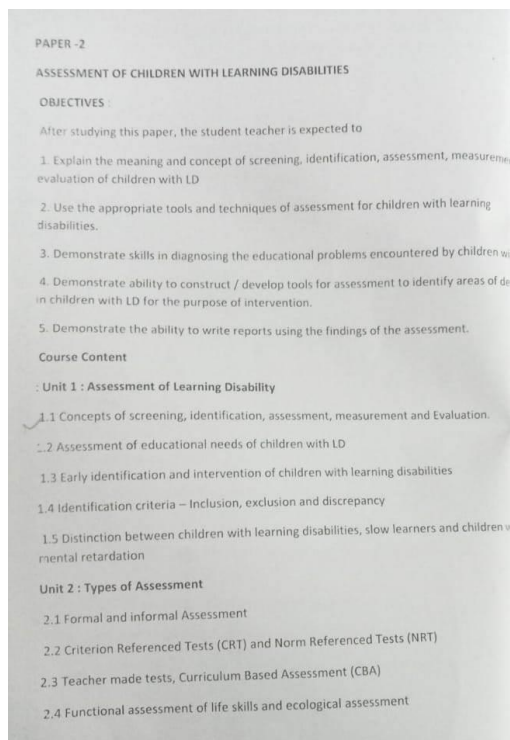 PAPER -2
ASSESSMENT OF CHILDREN WITH LEARNING DISABILITIES
OBJECTIVES :
After studying this paper, the student teacher is expected to
1. Explain the meaning and concept of screening, identification, assessment,
evaluation of children with LD
2. Use the appropriate tools and techniques of assessment for children with learning
disabilities.
3. Demonstrate skills in diagnosing the educational problems encountered by children
4. Demonstrate ability to construct / develop tools for assessment to identify areas of
in children with LD for the purpose of intervention.
5. Demonstrate the ability to write reports using the findings of the assessment.
Course Content
: Unit 1 : Assessment of Learning Disability
1.1 Concepts of screening, identification, assessment, measurement and Evaluation.
1.2 Assessment of educational needs of children with LD
1.3 Early identification and intervention of children with learning disabilities
1.4 Identification criteria – Inclusion, exclusion and discrepancy
1.5 Distinction between children with learning disabilities, slow learners and children
mental retardation
Unit 2 : Types of Assessment
2.1 Formal and informal Assessment
2.2 Criterion Referenced Tests (CRT) and Norm Referenced Tests (NRT)
2.3 Teacher made tests, Curriculum Based Assessment (CBA)
2.4 Functional assessment of life skills and ecological assessment